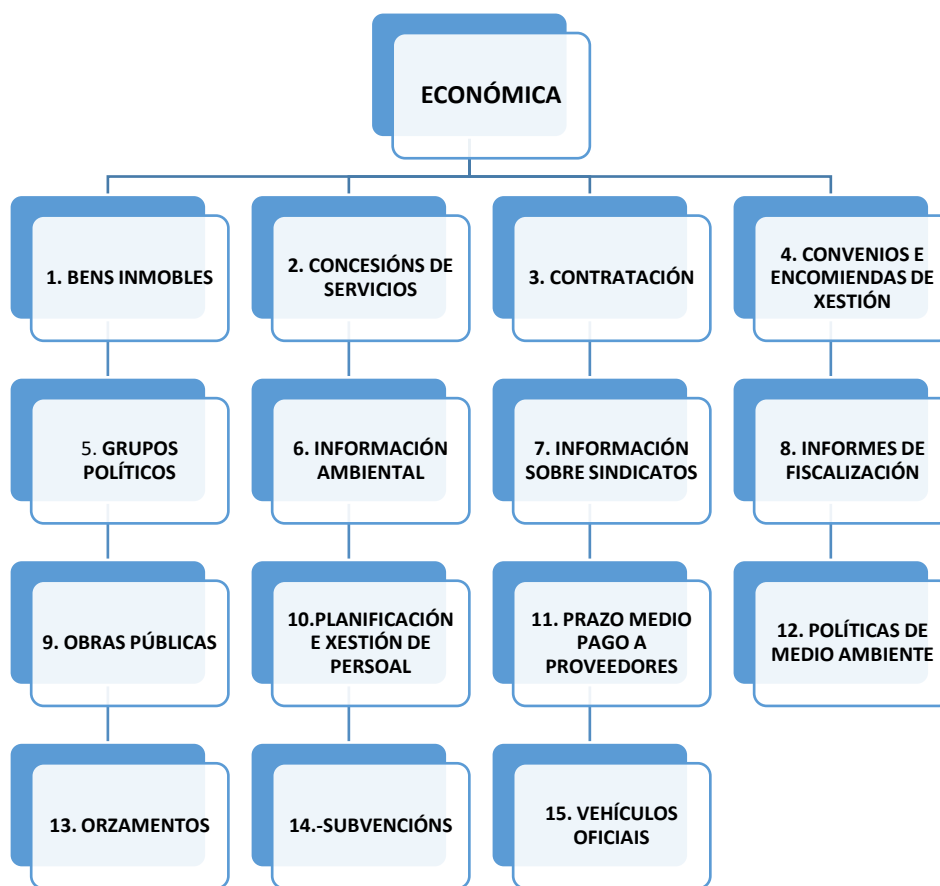 ECONÓMICA
1. BENS INMOBLES
2. CONCESIÓNS DE
SERVICIOS
3. CONTRATACIÓN
4. CONVENIOS E
ENCOMIENDAS DE
XESTIÓN
5. GRUPOS
POLÍTICOS
6. INFORMACIÓN
AMBIENTAL
7. INFORMACIÓN
SOBRE SINDICATOS
8. INFORMES DE
FISCALIZACIÓN
9. OBRAS PÚBLICAS
10.PLANIFICACIÓN
E XESTIÓN DE
PERSOAL
11. PRAZO MEDIO
PAGO A
PROVEEDORES
12. POLÍTICAS DE
MEDIO AMBIENTE
13. ORZAMENTOS
14.-SUBVENCIÓNS
15. VEHÍCULOS
OFICIAIS